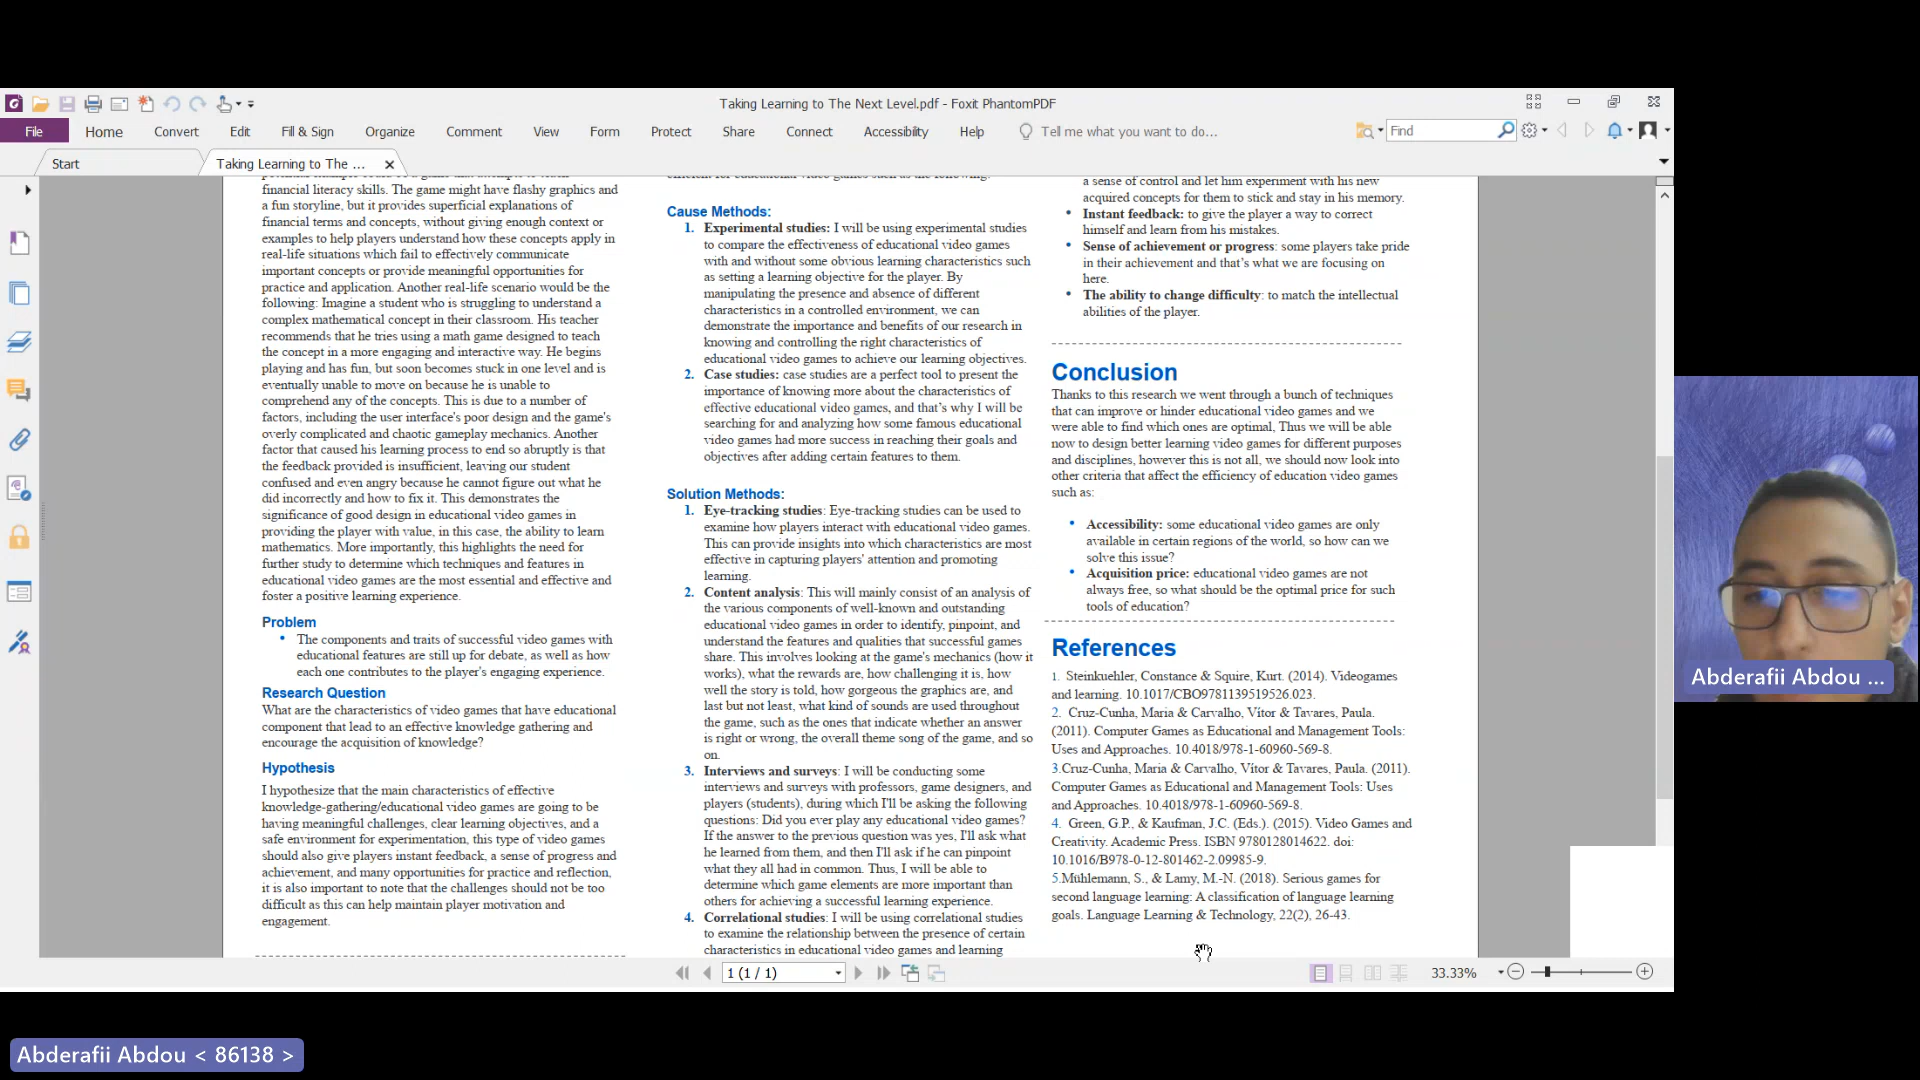 Taking Learning to The Next Level.pdf - Foxit PhantomPDF
File
Home
Convert
Edit
Fill & Sign
Organize
Comment
View
Form
Protect
Share
Connect
Accessibility
Help
Tell me what you want to do...
Find
Start
Taking Learning to The ...
financial literacy skills. The game might have flashy graphics and
a fun storyline, but it provides superficial explanations of
financial terms and concepts, without giving enough context or
examples to help players understand how these concepts apply in
real-life situations which fail to effectively communicate
important concepts or provide meaningful opportunities for
practice and application. Another real-life scenario would be the
following: Imagine a student who is struggling to understand a
complex mathematical concept in their classroom. His teacher
recommends that he tries using a math game designed to teach
the concept in a more engaging and interactive way. He begins
playing and has fun, but soon becomes stuck in one level and is
eventually unable to move on because he is unable to
comprehend any of the concepts. This is due to a number of
factors, including the user interface's poor design and the game's
overly complicated and chaotic gameplay mechanics. Another
factor that caused his learning process to end so abruptly is that
the feedback provided is insufficient, leaving our student
confused and even angry because he cannot figure out what he
did incorrectly and how to fix it. This demonstrates the
significance of good design in educational video games in
providing the player with value, in this case, the ability to learn
mathematics. More importantly, this highlights the need for
further study to determine which techniques and features in
educational video games are the most essential and effective and
foster a positive learning experience.
Problem
• The components and traits of successful video games with
educational features are still up for debate, as well as how
each one contributes to the player's engaging experience.
Research Question
What are the characteristics of video games that have educational
component that lead to an effective knowledge gathering and
encourage the acquisition of knowledge?
Hypothesis
I hypothesize that the main characteristics of effective
knowledge-gathering/educational video games are going to be
having meaningful challenges, clear learning objectives, and a
safe environment for experimentation, this type of video games
should also give players instant feedback, a sense of progress and
achievement, and many opportunities for practice and reflection,
it is also important to note that the challenges should not be too
difficult as this can help maintain player motivation and
engagement.
Cause Methods:
1. Experimental studies: I will be using experimental studies
to compare the effectiveness of educational video games
with and without some obvious learning characteristics such
as setting a learning objective for the player. By
manipulating the presence and absence of different
characteristics in a controlled environment, we can
demonstrate the importance and benefits of our research in
knowing and controlling the right characteristics of
educational video games to achieve our learning objectives.
2. Case studies: case studies are a perfect tool to present the
importance of knowing more about the characteristics of
effective educational video games, and that's why I will be
searching for and analyzing how some famous educational
video games had more success in reaching their goals and
objectives after adding certain features to them.
Solution Methods:
1. Eye-tracking studies: Eye-tracking studies can be used to
examine how players interact with educational video games.
This can provide insights into which characteristics are most
effective in capturing players' attention and promoting
learning.
2. Content analysis: This will mainly consist of an analysis of
the various components of well-known and outstanding
educational video games in order to identify, pinpoint, and
understand the features and qualities that successful games
share. This involves looking at the game's mechanics (how it
works), what the rewards are, how challenging it is, how
well the story is told, how gorgeous the graphics are, and
last but not least, what kind of sounds are used throughout
the game, such as the ones that indicate whether an answer
is right or wrong, the overall theme song of the game, and so
on.
3. Interviews and surveys: I will be conducting some
interviews and surveys with professors, game designers, and
players (students), during which I'll be asking the following
questions: Did you ever play any educational video games?
If the answer to the previous question was yes, I'll ask what
he learned from them, and then I'll ask if he can pinpoint
what they all had in common. Thus, I will be able to
determine which game elements are more important than
others for achieving a successful learning experience.
4. Correlational studies: I will be using correlational studies
to examine the relationship between the presence of certain
characteristics in educational video games and learning
a sense of control and let him experiment with his new
acquired concepts for them to stick and stay in his memory.
• Instant feedback: to give the player a way to correct
himself and learn from his mistakes.
• Sense of achievement or progress: some players take pride
in their achievement and that's what we are focusing on
here.
• The ability to change difficulty: to match the intellectual
abilities of the player.
Conclusion
Thanks to this research we went through a bunch of techniques
that can improve or hinder educational video games and we
were able to find which ones are optimal, Thus we will be able
now to design better learning video games for different purposes
and disciplines, however this is not all, we should now look into
other criteria that affect the efficiency of education video games
such as:
• Accessibility: some educational video games are only
available in certain regions of the world, so how can we
solve this issue?
• Acquisition price: educational video games are not
always free, so what should be the optimal price for such
tools of education?
References
1. Steinkuehler, Constance & Squire, Kurt. (2014). Videogames
and learning. 10.1017/CBO9781139519526.023.
2. Cruz-Cunha, Maria & Carvalho, Vítor & Tavares, Paula.
(2011). Computer Games as Educational and Management Tools:
Uses and Approaches. 10.4018/978-1-60960-569-8.
3.Cruz-Cunha, Maria & Carvalho, Vítor & Tavares, Paula. (2011).
Computer Games as Educational and Management Tools: Uses
and Approaches. 10.4018/978-1-60960-569-8.
4. Green, G.P., & Kaufman, J.C. (Eds.). (2015). Video Games and
Creativity. Academic Press. ISBN 9780128014622. doi:
10.1016/B978-0-12-801462-2.09985-9.
5.Mühlemann, S., & Lamy, M.-N. (2018). Serious games for
second language learning: A classification of language learning
goals. Language Learning & Technology, 22(2), 26-43.
1 (1 / 1)
33.33%
Abderafii Abdou ...
Abderafii Abdou < 86138 >